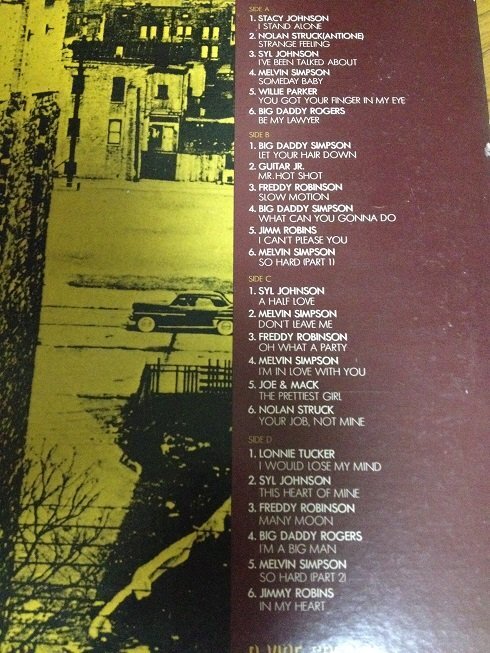 SIDE A
1. STACY JOHNSON
I STAND ALONE
2. NOLAN STRUCK(ANTIONE)
STRANGE FEELING
3. SYL JOHNSON
I'VE BEEN TALKED ABOUT
4. MELVIN SIMPSON
SOMEDAY BABY
5. WILLIE PARKER
YOU GOT YOUR FINGER IN MY EYE
6. BIG DADDY ROGERS
BE MY LAWYER
SIDE B
1. BIG DADDY SIMPSON
LET YOUR HAIR DOWN
2. GUITAR JR.
MR. HOT SHOT
3. FREDDY ROBINSON
SLOW MOTION
4. BIG DADDY SIMPSON
WHAT CAN YOU GONNA DO
5. JIMM ROBINS
I CAN'T PLEASE YOU
6. MELVIN SIMPSON
SO HARD (PART 1)
SIDE C
1. SYL JOHNSON
A HALF LOVE
2. MELVIN SIMPSON
DON'T LEAVE ME
3. FREDDY ROBINSON
OH WHAT A PARTY
4. MELVIN SIMPSON
I'M IN LOVE WITH YOU
5. JOE & MACK
THE PRETTIEST GIRL
6. NOLAN STRUCK
YOUR JOB, NOT MINE
SIDE D
1. LONNIE TUCKER
I WOULD LOSE MY MIND
2. SYL JOHNSON
THIS HEART OF MINE
3. FREDDY ROBINSON
MANY MOON
4. BIG DADDY ROGERS
I'M A BIG MAN
5. MELVIN SIMPSON
SO HARD (PART 2)
6. JIMMY ROBINS
IN MY HEART